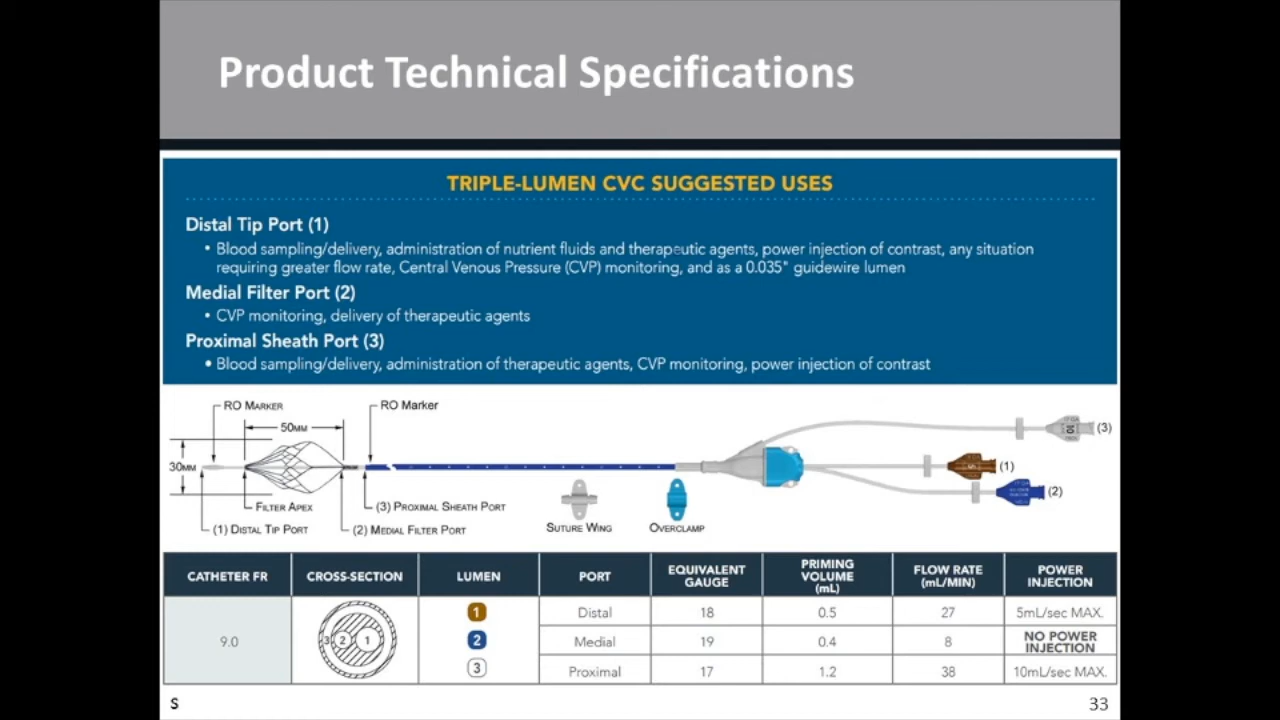 Product Technical Specifications
TRIPLE-LUMEN CVC SUGGESTED USES
Distal Tip Port (1)
• Blood sampling/delivery, administration of nutrient fluids and therapeutic agents, power injection of contrast, any situation
requiring greater flow rate, Central Venous Pressure (CVP) monitoring, and as a 0.035" guidewire lumen
Medial Filter Port (2)
• CVP monitoring, delivery of therapeutic agents
Proximal Sheath Port (3)
• Blood sampling/delivery, administration of therapeutic agents, CVP monitoring, power injection of contrast
RO MARKER
RO Marker
50MM
30MM
(3)
(1)
(2)
FILTER APEX
(3) PROXIMAL SHEATH PORT
(1) DISTAL TIP PORT
(2) MEDIAL FILTER PORT
SUTURE WING
OVERCLAMP
CATHETER FR CROSS-SECTION LUMEN PORT EQUIVALENT GAUGE PRIMING VOLUME (mL) FLOW RATE (mL/MIN) POWER INJECTION
9.0
3 2 1
1 Distal 18 0.5 27 5mL/sec MAX.
2 Medial 19 0.4 8 NO POWER INJECTION
3 Proximal 17 1.2 38 10mL/sec MAX.
S
33